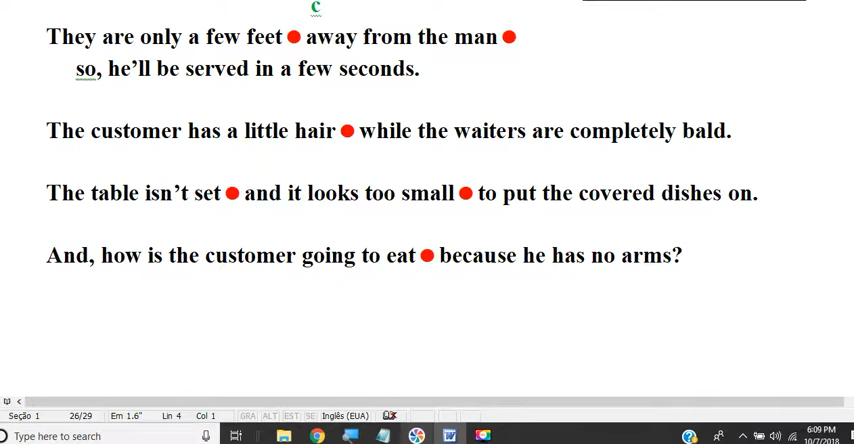 c
They are only a few feet ● away from the man ●
so, he'll be served in a few seconds.
The customer has a little hair ● while the waiters are completely bald.
The table isn't set ● and it looks too small ● to put the covered dishes on.
And, how is the customer going to eat ● because he has no arms?
Seção 1 26/29 Em 1.6" Lin 4 Col 1 GRA ALT EST SE Inglês (EUA)
Type here to search 6:09 PM
10/7/2018